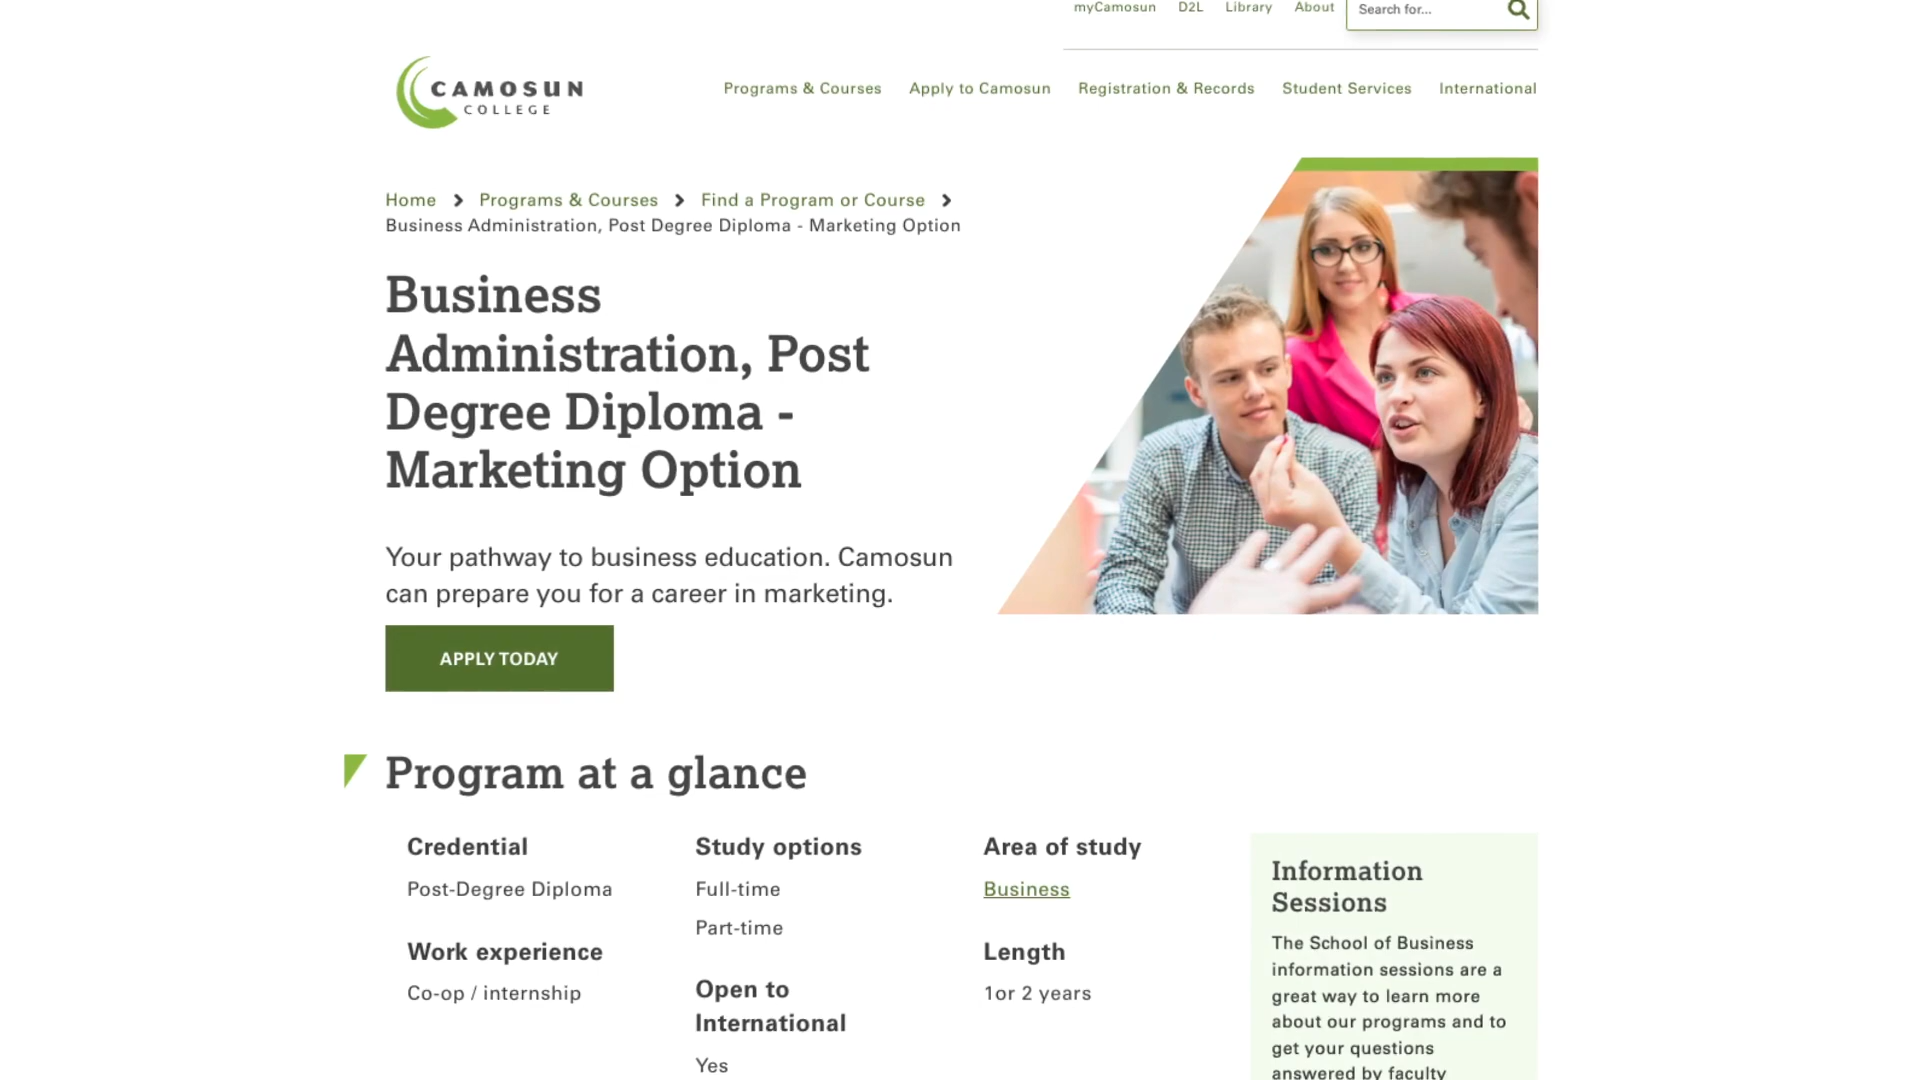 myCamosun D2L Library About Search for...
CAMOSUN
COLLEGE
Programs & Courses Apply to Camosun Registration & Records Student Services International
Home Programs & Courses Find a Program or Course
Business Administration, Post Degree Diploma - Marketing Option
Business
Administration, Post
Degree Diploma -
Marketing Option
Your pathway to business education. Camosun
can prepare you for a career in marketing.
APPLY TODAY
Program at a glance
Credential
Post-Degree Diploma
Work experience
Co-op / internship
Study options
Full-time
Part-time
Open to
International
Yes
Area of study
Business
Length
1or 2 years
Information
Sessions
The School of Business
information sessions are a
great way to learn more
about our programs and to
get your questions
answered by faculty